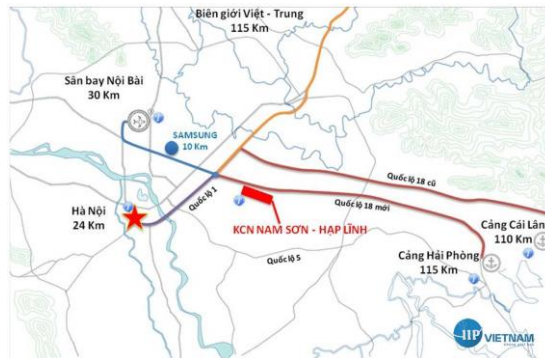 Biên giới Việt - Trung
115 Km
Sân bay Nội Bài
30 Km
SAMSUNG
10 Km
Quốc lộ 18 cũ
Quốc lộ 1
Quốc lộ 18 mới
Hà Nội
24 Km
KCN NAM SƠN - HẠP LĨNH
Cảng Cái Lân
110 Km
Quốc lộ 5
Cảng Hải Phòng
115 Km
IIP VIETNAM